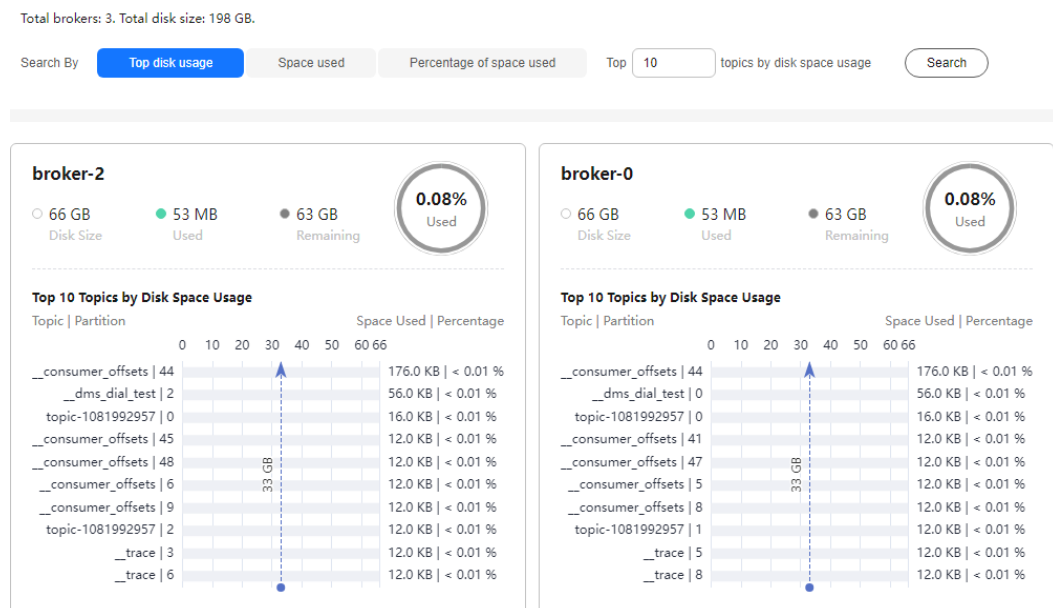 Total brokers: 3. Total disk size: 198 GB.
Search By Top disk usage Space used Percentage of space used Top 10 topics by disk space usage Search
broker-2
66 GB 53 MB 63 GB
Disk Size Used Remaining
0.08%
Used
Top 10 Topics by Disk Space Usage
Topic | Partition Space Used | Percentage
0 10 20 30 40 50 60 66
__consumer_offsets | 44 176.0 KB | < 0.01 %
__dms_dial_test | 2 56.0 KB | < 0.01 %
topic-1081992957 | 0 16.0 KB | < 0.01 %
__consumer_offsets | 45 12.0 KB | < 0.01 %
__consumer_offsets | 48 12.0 KB | < 0.01 %
__consumer_offsets | 6 12.0 KB | < 0.01 %
__consumer_offsets | 9 12.0 KB | < 0.01 %
topic-1081992957 | 2 12.0 KB | < 0.01 %
__trace | 3 12.0 KB | < 0.01 %
__trace | 6 12.0 KB | < 0.01 %
33 GB
broker-0
66 GB 53 MB 63 GB
Disk Size Used Remaining
0.08%
Used
Top 10 Topics by Disk Space Usage
Topic | Partition Space Used | Percentage
0 10 20 30 40 50 60 66
__consumer_offsets | 44 176.0 KB | < 0.01 %
__dms_dial_test | 0 56.0 KB | < 0.01 %
topic-1081992957 | 0 16.0 KB | < 0.01 %
__consumer_offsets | 41 12.0 KB | < 0.01 %
__consumer_offsets | 47 12.0 KB | < 0.01 %
__consumer_offsets | 5 12.0 KB | < 0.01 %
__consumer_offsets | 8 12.0 KB | < 0.01 %
topic-1081992957 | 1 12.0 KB | < 0.01 %
__trace | 5 12.0 KB | < 0.01 %
__trace | 8 12.0 KB | < 0.01 %
33 GB